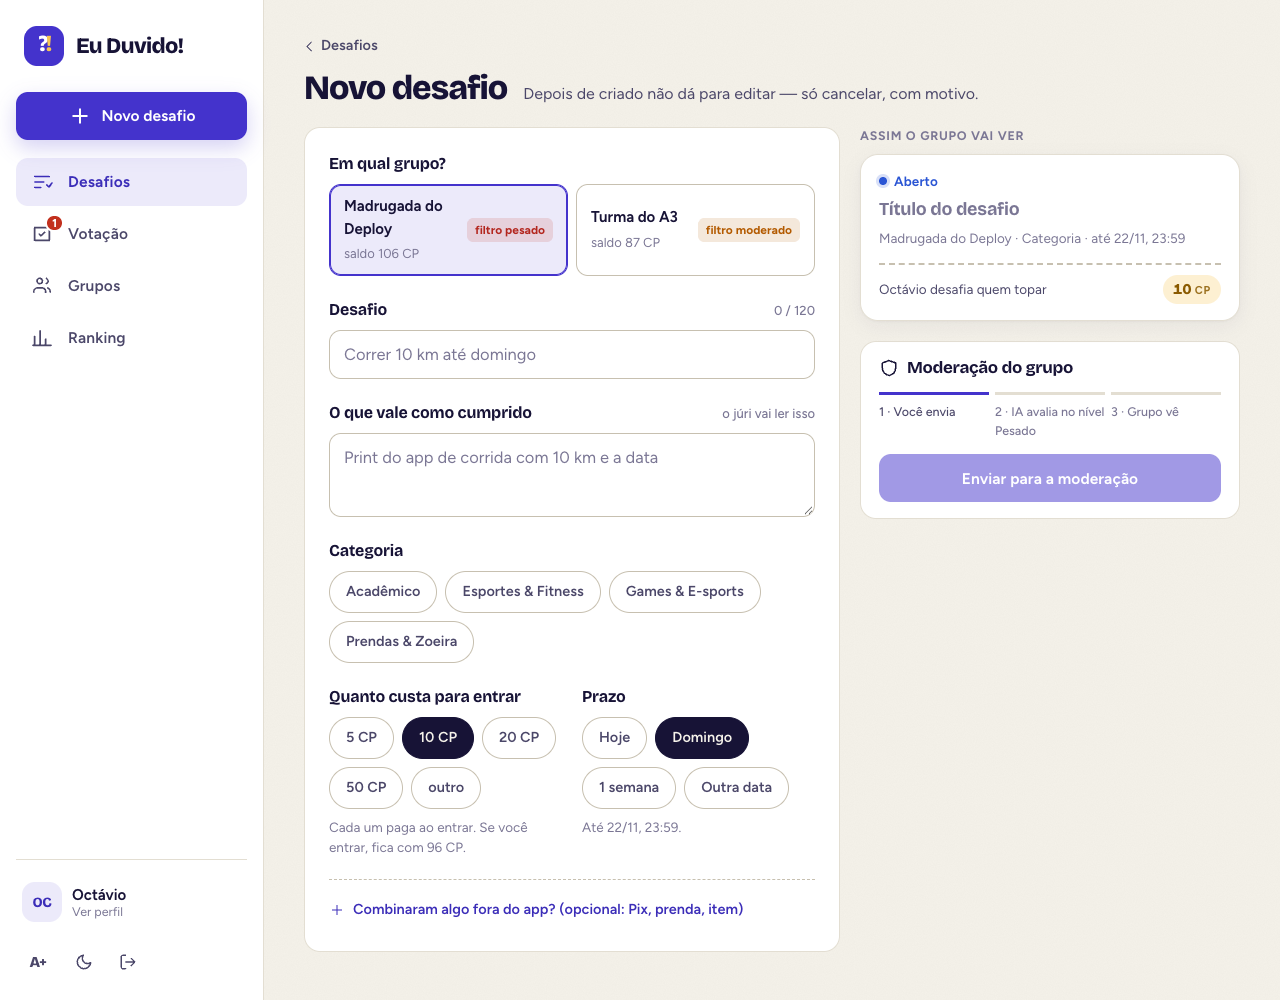 ?!
Eu Duvido!
Novo desafio
Desafios
1
Votação
Grupos
Ranking
OC
Octávio
Ver perfil
A+
Desafios
Novo desafio
Depois de criado não dá para editar — só cancelar, com motivo.
Em qual grupo?
Madrugada do
Deploy
saldo 106 CP
filtro pesado
Turma do A3
saldo 87 CP
filtro moderado
Desafio
0 / 120
Correr 10 km até domingo
O que vale como cumprido
o júri vai ler isso
Print do app de corrida com 10 km e a data
Categoria
Acadêmico
Esportes & Fitness
Games & E-sports
Prendas & Zoeira
Quanto custa para entrar
5 CP
10 CP
20 CP
50 CP
outro
Cada um paga ao entrar. Se você
entrar, fica com 96 CP.
Prazo
Hoje
Domingo
1 semana
Outra data
Até 22/11, 23:59.
Combinaram algo fora do app? (opcional: Pix, prenda, item)
ASSIM O GRUPO VAI VER
Aberto
Título do desafio
Madrugada do Deploy · Categoria · até 22/11, 23:59
Octávio desafia quem topar
10 CP
Moderação do grupo
1 · Você envia
2 · IA avalia no nível
Pesado
3 · Grupo vê
Enviar para a moderação